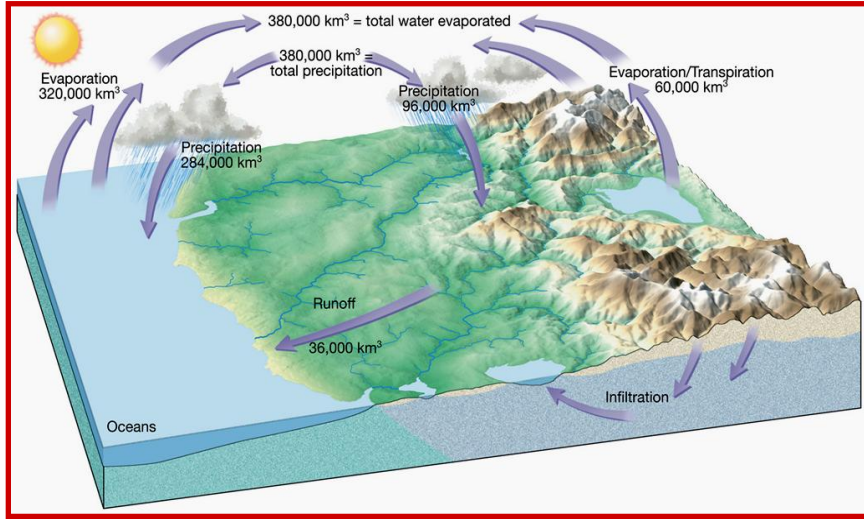 380,000 km³ = total water evaporated
380,000 km³ =
total precipitation
Evaporation
320,000 km³
Precipitation
96,000 km³
Evaporation/Transpiration
60,000 km³
Precipitation
284,000 km³
Runoff
36,000 km³
Infiltration
Oceans